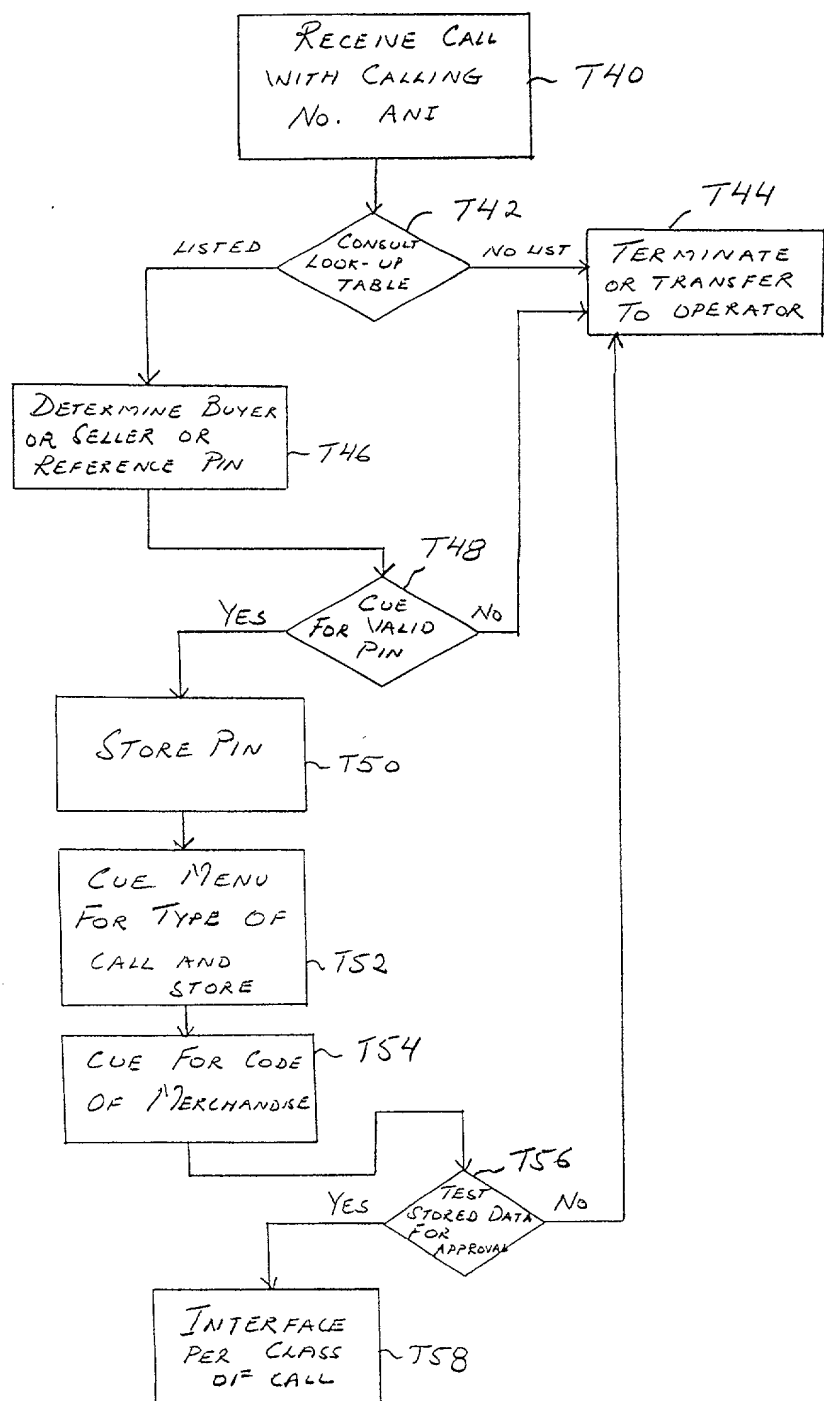 RECEIVE CALL
WITH CALLING
NO. ANI
T40
T42
CONSULT
LOOK-UP
TABLE
LISTED
NO LIST
T44
TERMINATE
OR TRANSFER
TO OPERATOR
DETERMINE BUYER
OR SELLER OR
REFERENCE PIN
T46
T48
CUE
FOR VALID
PIN
YES
NO
STORE PIN
T50
CUE MENU
FOR TYPE OF
CALL AND
STORE
T52
CUE FOR CODE
OF MERCHANDISE
T54
T56
TEST
STORED DATA
FOR
APPROVAL
YES
NO
INTERFACE
PER CLASS
OF CALL
T58